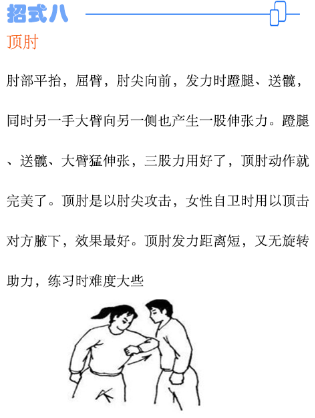 招式八
顶肘
肘部平抬，屈臂，肘尖向前，发力时蹬腿、送髋，
同时另一手大臂向另一侧也产生一股伸张力。蹬腿
、送髋、大臂猛伸张，三股力用好了，顶肘动作就
完美了。顶肘是以肘尖攻击，女性自卫时用以顶击
对方腋下，效果最好。顶肘发力距离短，又无旋转
助力，练习时难度大些